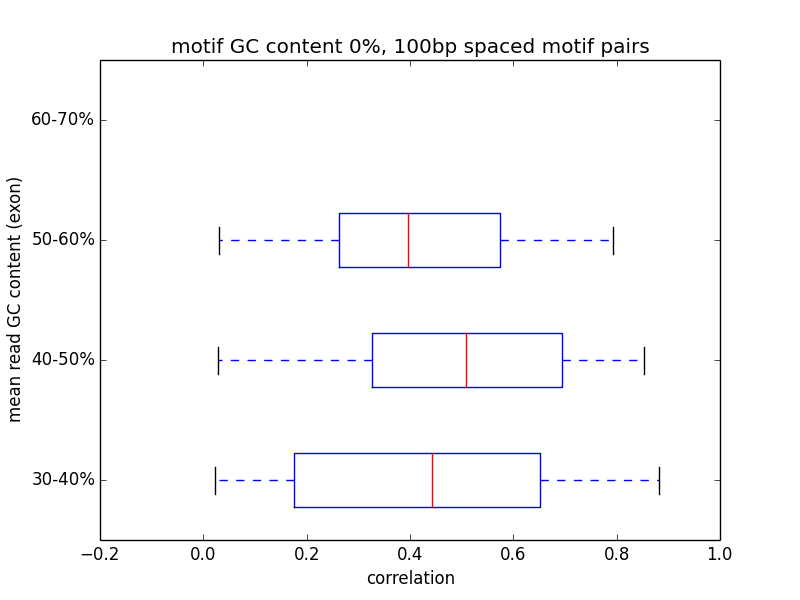 motif GC content 0%, 100bp spaced motif pairs
60-70%
50-60%
40-50%
30-40%
mean read GC content (exon)
−0.2 0.0 0.2 0.4 0.6 0.8 1.0
correlation